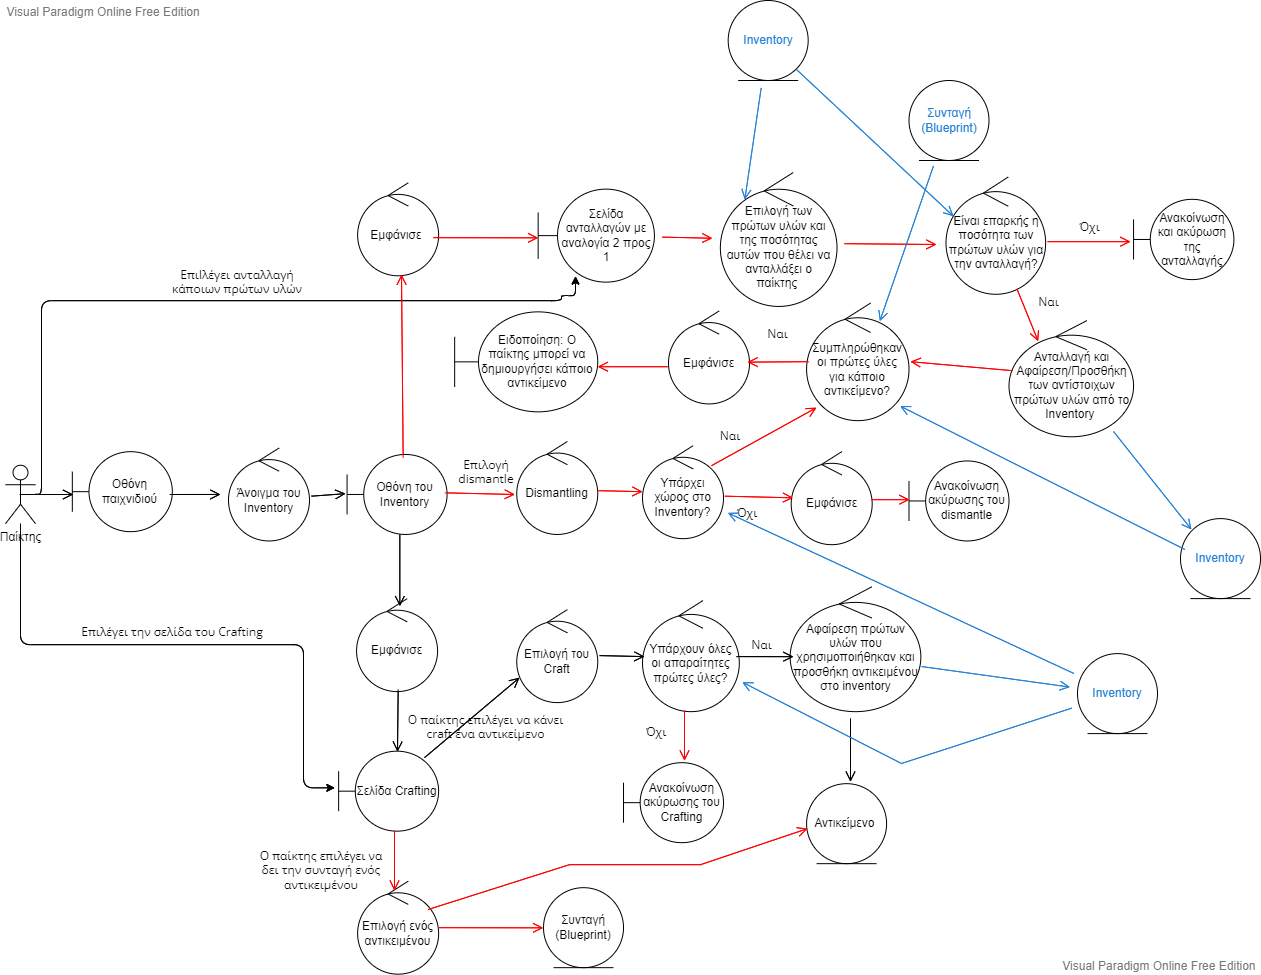 Visual Paradigm Online Free Edition
Inventory
Συνταγή
(Blueprint)
Εμφάνισε
Σελίδα
ανταλλαγών με
αναλογία 2 προς
1
Επιλογή των
πρώτων υλών και
της ποσότητας
αυτών που θέλει να
ανταλλάξει ο
παίκτης
Είναι επαρκής η
ποσότητα των
πρώτων υλών για
την ανταλλαγή?
Όχι
Ανακοίνωση
και ακύρωση
της
ανταλλαγής
Επιλλέγει ανταλλαγή
κάποιων πρώτων υλών
Ναι
Ειδοποίηση: Ο
παίκτης μπορεί να
δημιουργήσει κάποιο
αντικείμενο
Εμφάνισε
Ναι
Συμπληρώθηκαν
οι πρώτες ύλες
για κάποιο
αντικείμενο?
Ανταλλαγή και
Αφαίρεση/Προσθήκη
των αντίστοιχων
πρώτων υλών από το
Inventory
Ναι
Παίκτης
Οθόνη
παιχνιδιού
Άνοιγμα του
Inventory
Οθόνη του
Inventory
Επιλογή
dismantle
Dismantling
Υπάρχει
χώρος στο
Inventory?
Όχι
Εμφάνισε
Ανακοίνωση
ακύρωσης του
dismantle
Inventory
Επιλέγει την σελίδα του Crafting
Εμφάνισε
Επιλογή του
Craft
Υπάρχουν όλες
οι απαραίτητες
πρώτες ύλες?
Ναι
Αφαίρεση πρώτων
υλών που
χρησιμοποιήθηκαν και
προσθήκη αντικειμένου
στο inventory
Inventory
Ο παίκτης επιλέγει να κάνει
craft ένα αντικείμενο
Όχι
Σελίδα Crafting
Ανακοίνωση
ακύρωσης του
Crafting
Αντικείμενο
Ο παίκτης επιλέγει να
δει την συνταγή ενός
αντικειμένου
Επιλογή ενός
αντικειμένου
Συνταγή
(Blueprint)
Visual Paradigm Online Free Edition